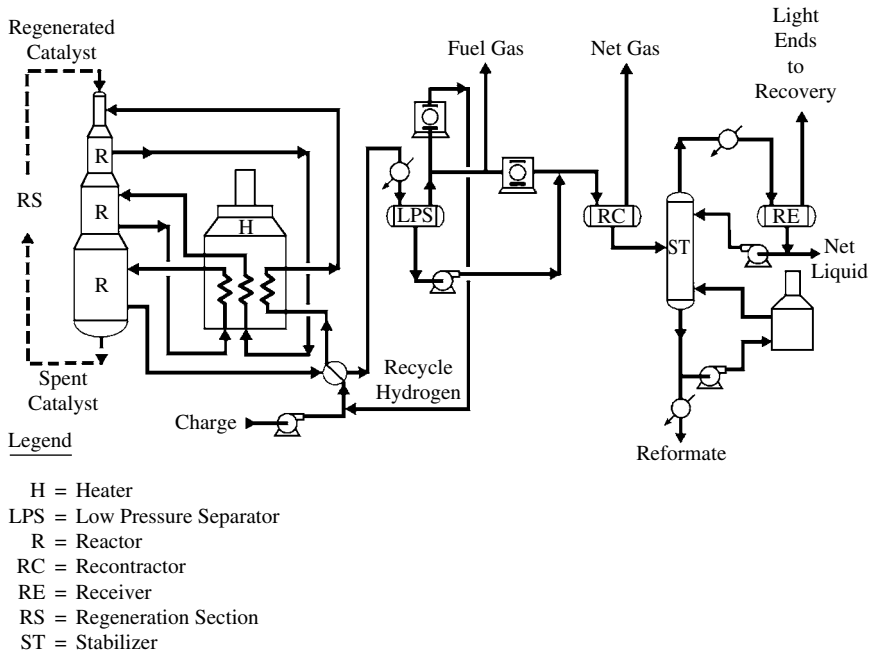 Regenerated
Catalyst
Fuel Gas
Net Gas
Light
Ends
to
Recovery
R
RS
R
H
LPS
RC
RE
ST
Net
Liquid
R
Spent
Catalyst
Recycle
Hydrogen
Charge
Reformate
Legend
H = Heater
LPS = Low Pressure Separator
R = Reactor
RC = Recontractor
RE = Receiver
RS = Regeneration Section
ST = Stabilizer